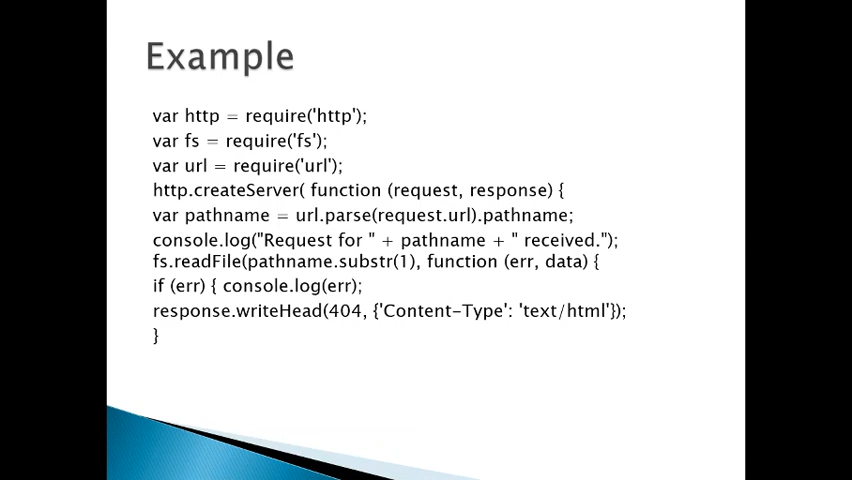 Example
var http = require('http');
var fs = require('fs');
var url = require('url');
http.createServer( function (request, response) {
var pathname = url.parse(request.url).pathname;
console.log("Request for " + pathname + " received.");
fs.readFile(pathname.substr(1), function (err, data) {
if (err) { console.log(err);
response.writeHead(404, {'Content-Type': 'text/html'});
}